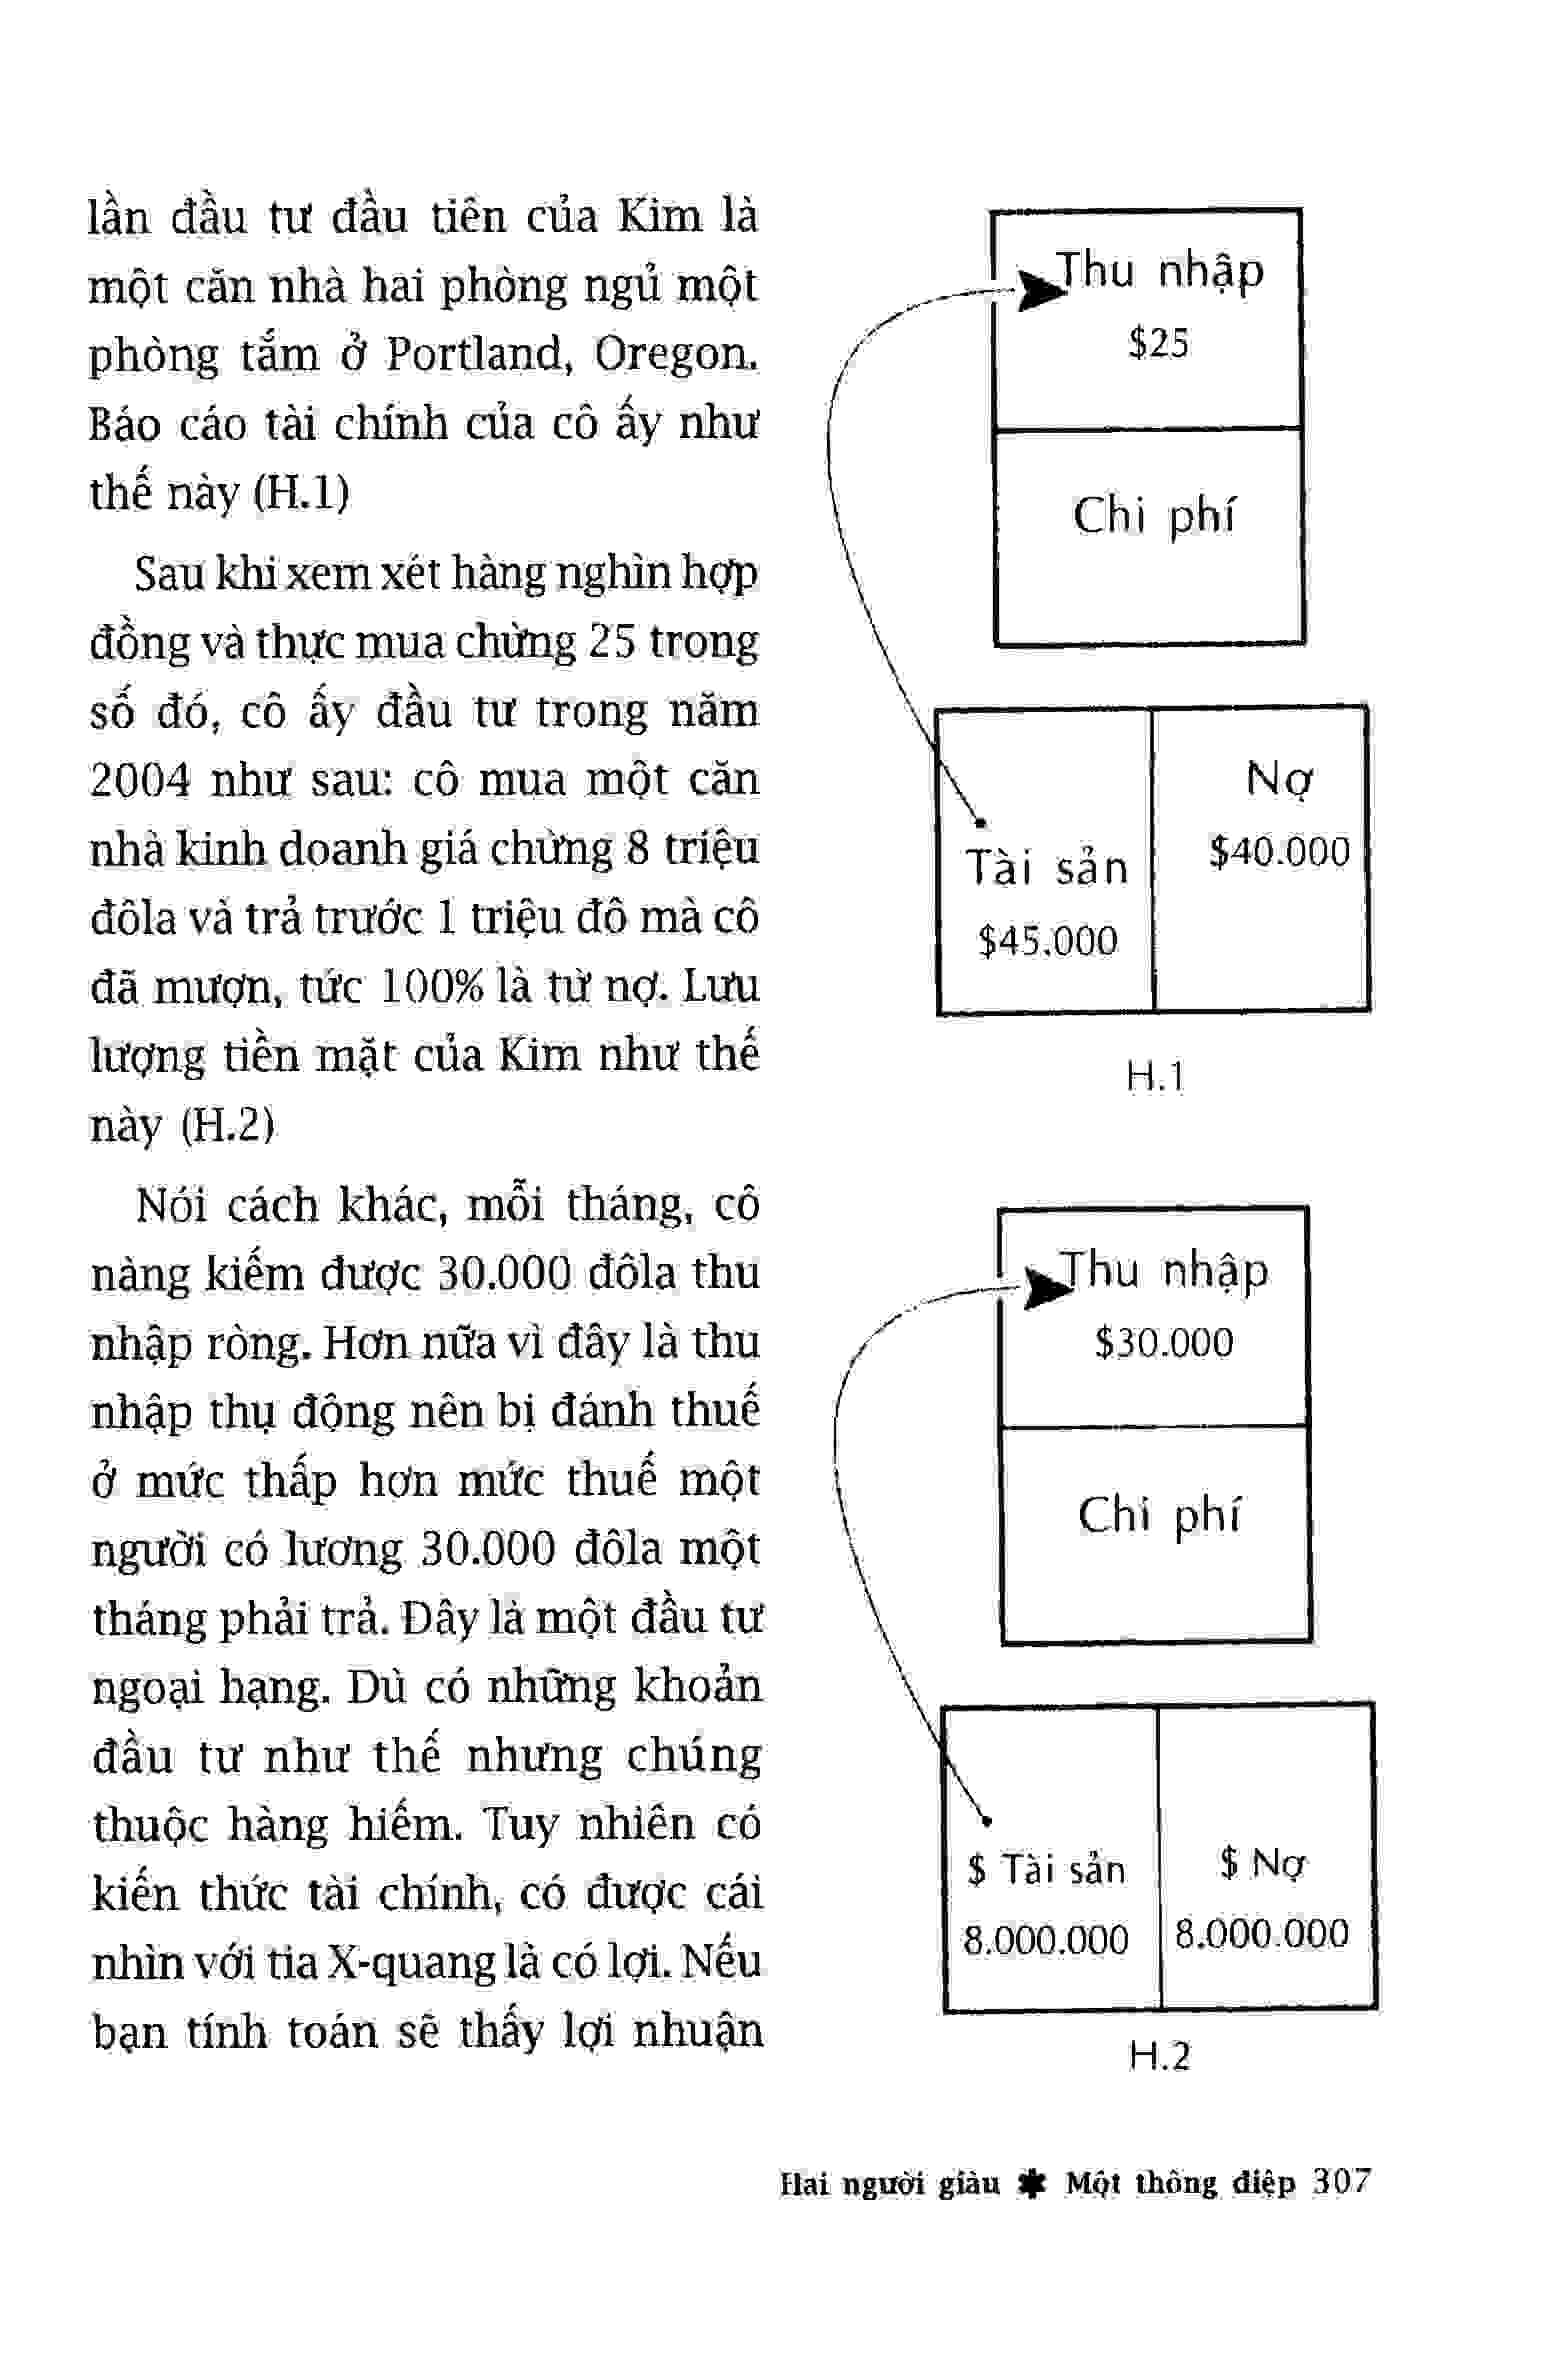 lần đầu tư đầu tiên của Kim là
một căn nhà hai phòng ngủ một
phòng tắm ở Portland, Oregon.
Báo cáo tài chính của cô ấy như
thế này (H.1)
Sau khi xem xét hàng nghìn hợp
đồng và thực mua chừng 25 trong
số đó, cô ấy đầu tư trong năm
2004 như sau: cô mua một căn
nhà kinh doanh giá chừng 8 triệu
đôla và trả trước 1 triệu đô mà cô
đã mượn, tức 100% là từ nợ. Lưu
lượng tiền mặt của Kim như thế
này (H.2)
Nói cách khác, mỗi tháng, cô
nàng kiếm được 30.000 đôla thu
nhập ròng. Hơn nữa vì đây là thu
nhập thụ động nên bị đánh thuế
ở mức thấp hơn mức thuế một
người có lương 30.000 đôla một
tháng phải trả. Đây là một đầu tư
ngoại hạng. Dù có những khoản
đầu tư như thế nhưng chúng
thuộc hàng hiếm. Tuy nhiên có
kiến thức tài chính, có được cái
nhìn với tia X-quang là có lợi. Nếu
bạn tính toán sẽ thấy lợi nhuận
Thu nhập
$25
Chi phí
Nợ
$40.000
Tài sản
$45.000
H.1
Thu nhập
$30.000
Chi phí
$ Tài sản
8.000.000
$ Nợ
8.000.000
H.2
Hai người giàu ✱ Một thông điệp 307